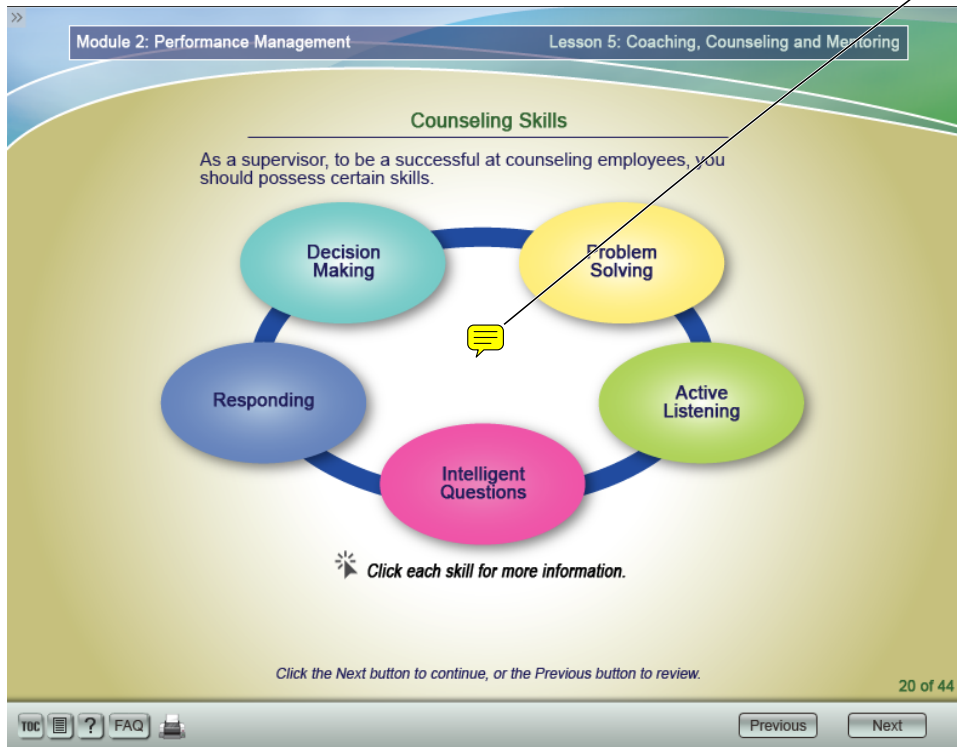 »
Module 2: Performance Management
Lesson 5: Coaching, Counseling and Mentoring
Counseling Skills
As a supervisor, to be a successful at counseling employees, you
should possess certain skills.
Decision
Making
Problem
Solving
Responding
Active
Listening
Intelligent
Questions
Click each skill for more information.
Click the Next button to continue, or the Previous button to review.
20 of 44
TOC
?
FAQ
Previous
Next